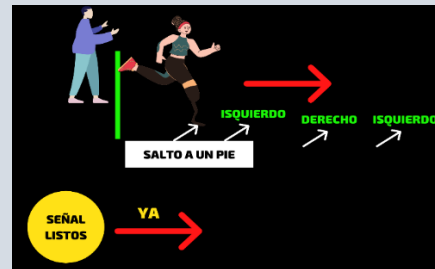 ISQUIERDO
DERECHO
ISQUIERDO
SALTO A UN PIE
SEÑAL
LISTOS
YA